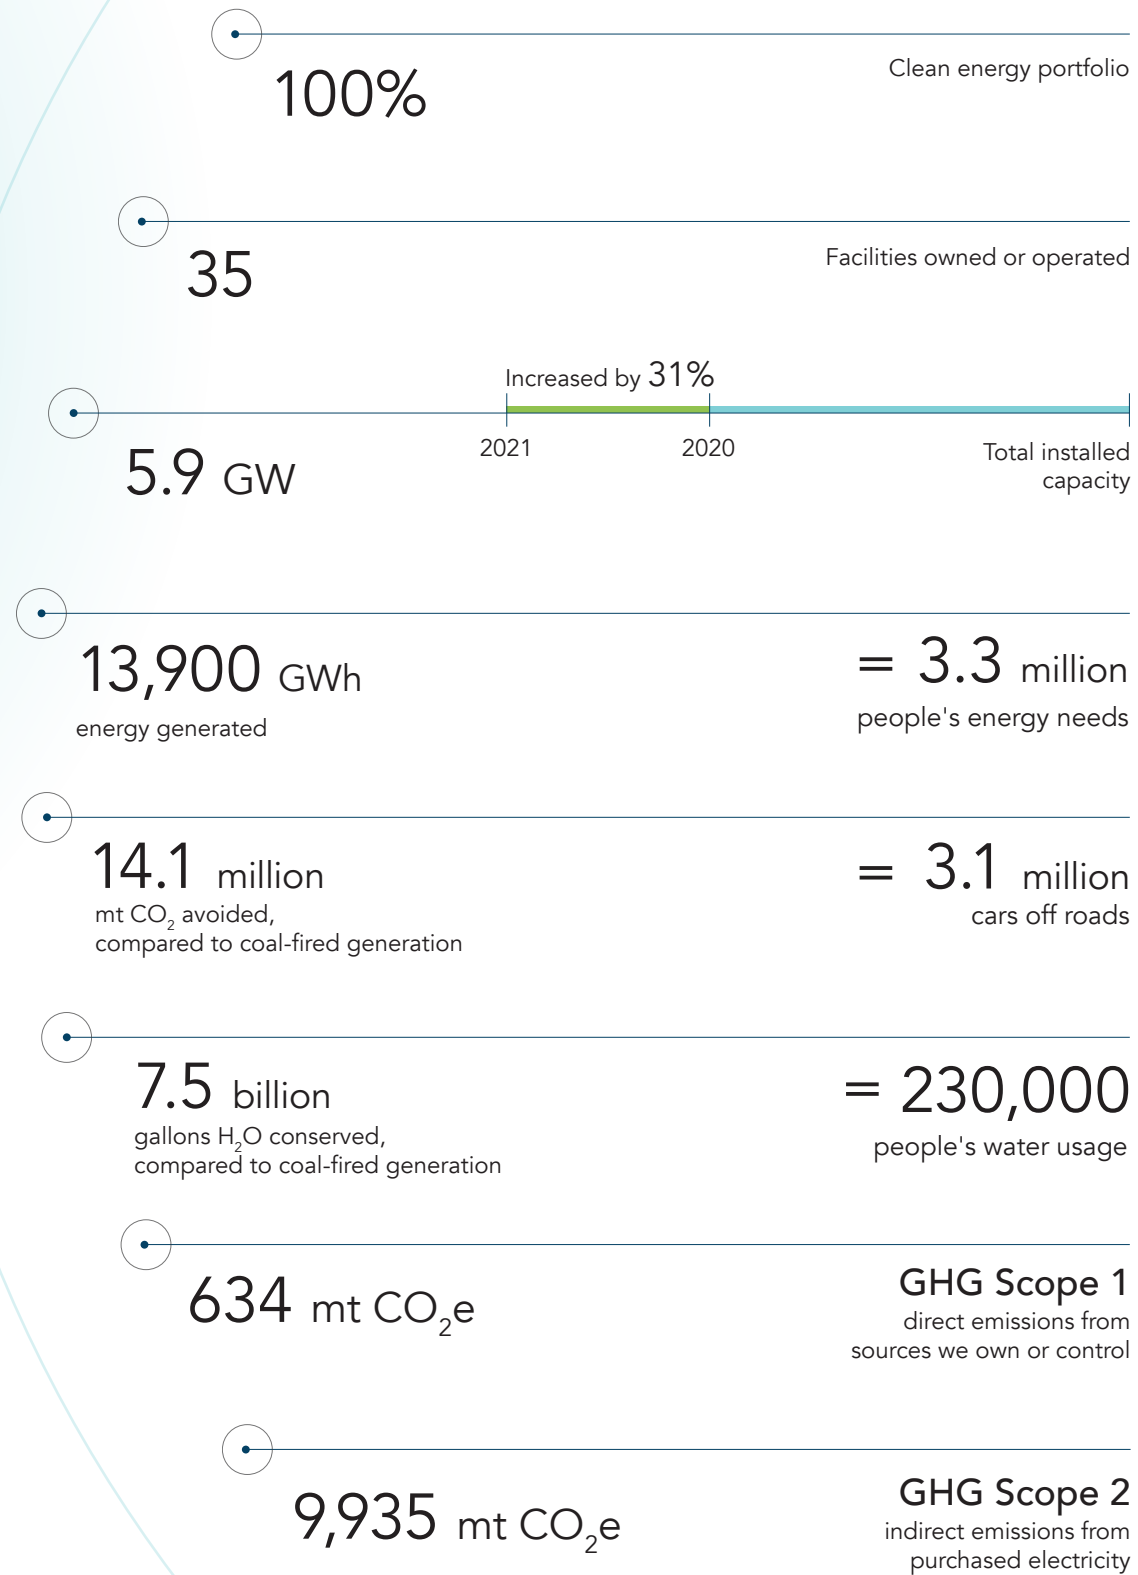 100%
Clean energy portfolio
35
Facilities owned or operated
Increased by 31%
2021
2020
5.9 GW
Total installed
capacity
13,900 GWh
energy generated
= 3.3 million
people's energy needs
14.1 million
mt CO₂ avoided,
compared to coal-fired generation
= 3.1 million
cars off roads
7.5 billion
gallons H₂O conserved,
compared to coal-fired generation
= 230,000
people's water usage
634 mt CO₂e
GHG Scope 1
direct emissions from
sources we own or control
9,935 mt CO₂e
GHG Scope 2
indirect emissions from
purchased electricity